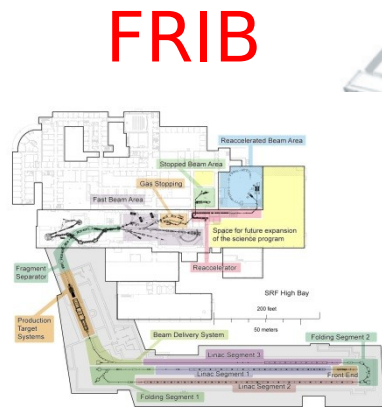 FRIB
Reaccelerated Beam Area
Stopped Beam Area
Gas Stopping
Fast Beam Area
Space for future expansion
of the science program
Fragment
Separator
Reaccelerator
SRF High Bay
200 feet
50 meters
Production
Target
Systems
Beam Delivery System
Folding Segment 2
Linac Segment 3
Linac Segment 1
Front End
Linac Segment 2
Folding Segment 1